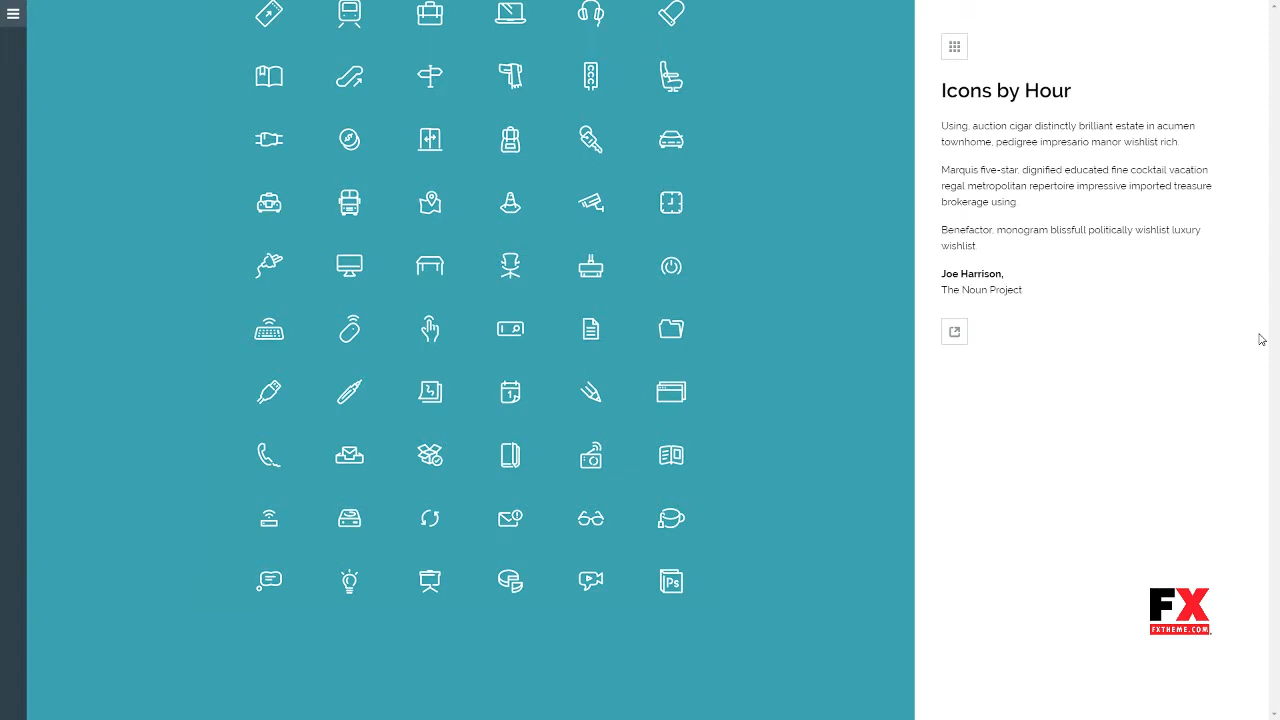 Icons by Hour
Using, auction cigar distinctly brilliant estate in acumen
townhome, pedigree impresario manor wishlist rich.
Marquis five-star, dignified educated fine cocktail vacation
regal metropolitan repertoire impressive imported treasure
brokerage using.
Benefactor, monogram blissfull politically wishlist luxury
wishlist.
Joe Harrison,
The Noun Project
1
Ps
FX
FXTHEME.COM